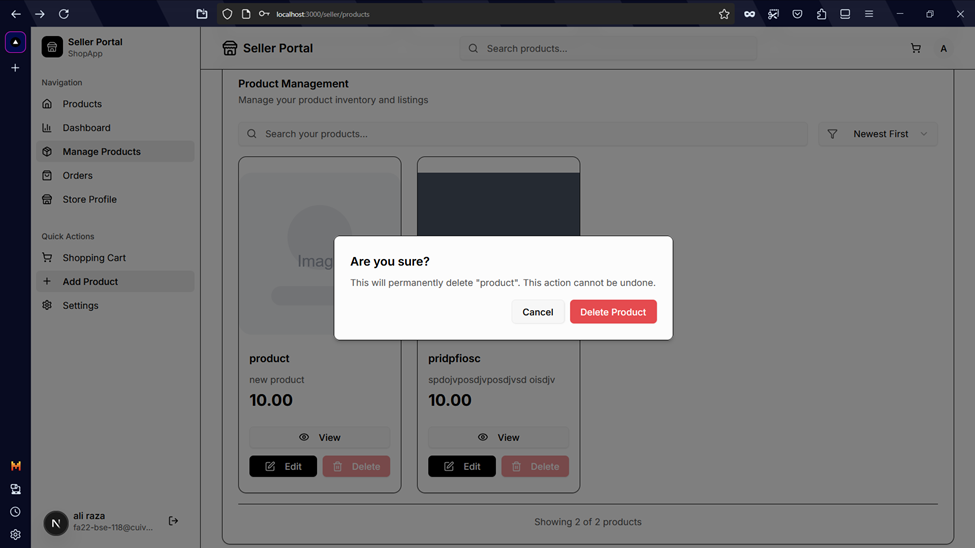 localhost:3000/seller/products
Seller Portal
ShopApp
Seller Portal
Search products...
A
Navigation
Products
Dashboard
Manage Products
Orders
Store Profile
Quick Actions
Shopping Cart
Add Product
Settings
ali raza
fa22-bse-118@cuiv...
N
Product Management
Manage your product inventory and listings
Search your products...
Newest First
Imag
Are you sure?
This will permanently delete "product". This action cannot be undone.
Cancel
Delete Product
product
new product
10.00
View
Edit
Delete
pridpfiosc
spdojvposdjvposdjvsd oisdjv
10.00
View
Edit
Delete
Showing 2 of 2 products